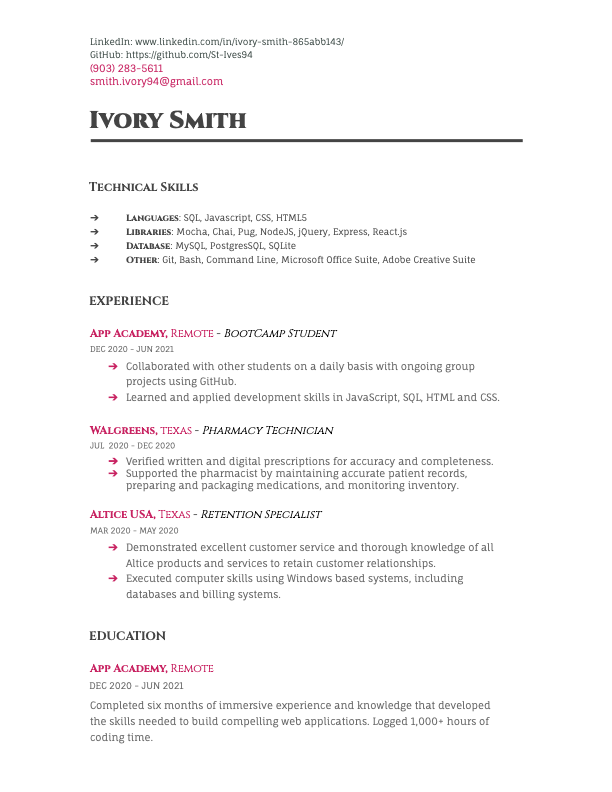 LinkedIn: www.linkedin.com/in/ivory-smith-865abb143/
GitHub: https://github.com/St-Ives94
(903) 283-5611
smith.ivory94@gmail.com
Ivory Smith
Technical Skills
➔ Languages: SQL, Javascript, CSS, HTML5
➔ Libraries: Mocha, Chai, Pug, NodeJS, jQuery, Express, React.js
➔ Database: MySQL, PostgresSQL, SQLite
➔ Other: Git, Bash, Command Line, Microsoft Office Suite, Adobe Creative Suite
EXPERIENCE
App Academy, Remote - BootCamp Student
DEC 2020 - JUN 2021
➔ Collaborated with other students on a daily basis with ongoing group
projects using GitHub.
➔ Learned and applied development skills in JavaScript, SQL, HTML and CSS.
Walgreens, texas - Pharmacy Technician
JUL 2020 - DEC 2020
➔ Verified written and digital prescriptions for accuracy and completeness.
➔ Supported the pharmacist by maintaining accurate patient records,
preparing and packaging medications, and monitoring inventory.
Altice USA, Texas - Retention Specialist
MAR 2020 - MAY 2020
➔ Demonstrated excellent customer service and thorough knowledge of all
Altice products and services to retain customer relationships.
➔ Executed computer skills using Windows based systems, including
databases and billing systems.
EDUCATION
App Academy, Remote
DEC 2020 - JUN 2021
Completed six months of immersive experience and knowledge that developed
the skills needed to build compelling web applications. Logged 1,000+ hours of
coding time.